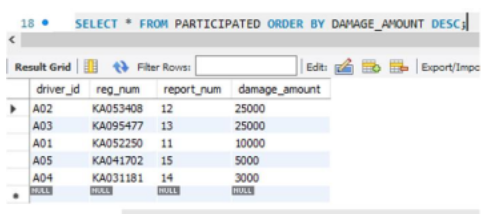 18 SELECT * FROM PARTICIPATED ORDER BY DAMAGE_AMOUNT DESC;
Result Grid Filter Rows: Edit: Export/Impo
driver_id reg_num report_num damage_amount
A02 KA053408 12 25000
A03 KA095477 13 25000
A01 KA052250 11 10000
A05 KA041702 15 5000
A04 KA031181 14 3000
NULL NULL NULL NULL